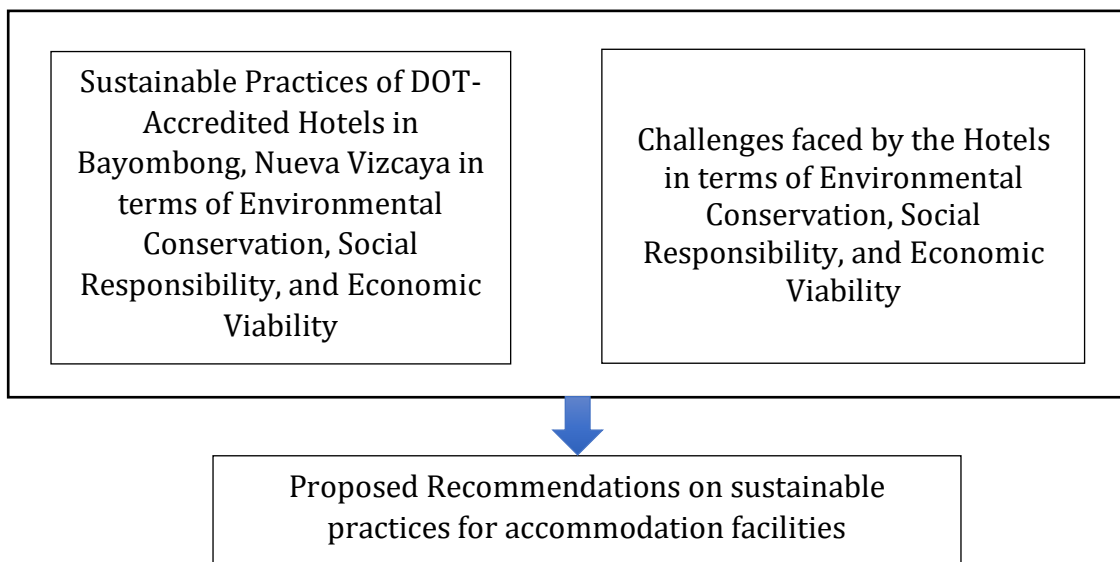 Sustainable Practices of DOT-
Accredited Hotels in
Bayombong, Nueva Vizcaya in
terms of Environmental
Conservation, Social
Responsibility, and Economic
Viability
Challenges faced by the Hotels
in terms of Environmental
Conservation, Social
Responsibility, and Economic
Viability
Proposed Recommendations on sustainable
practices for accommodation facilities